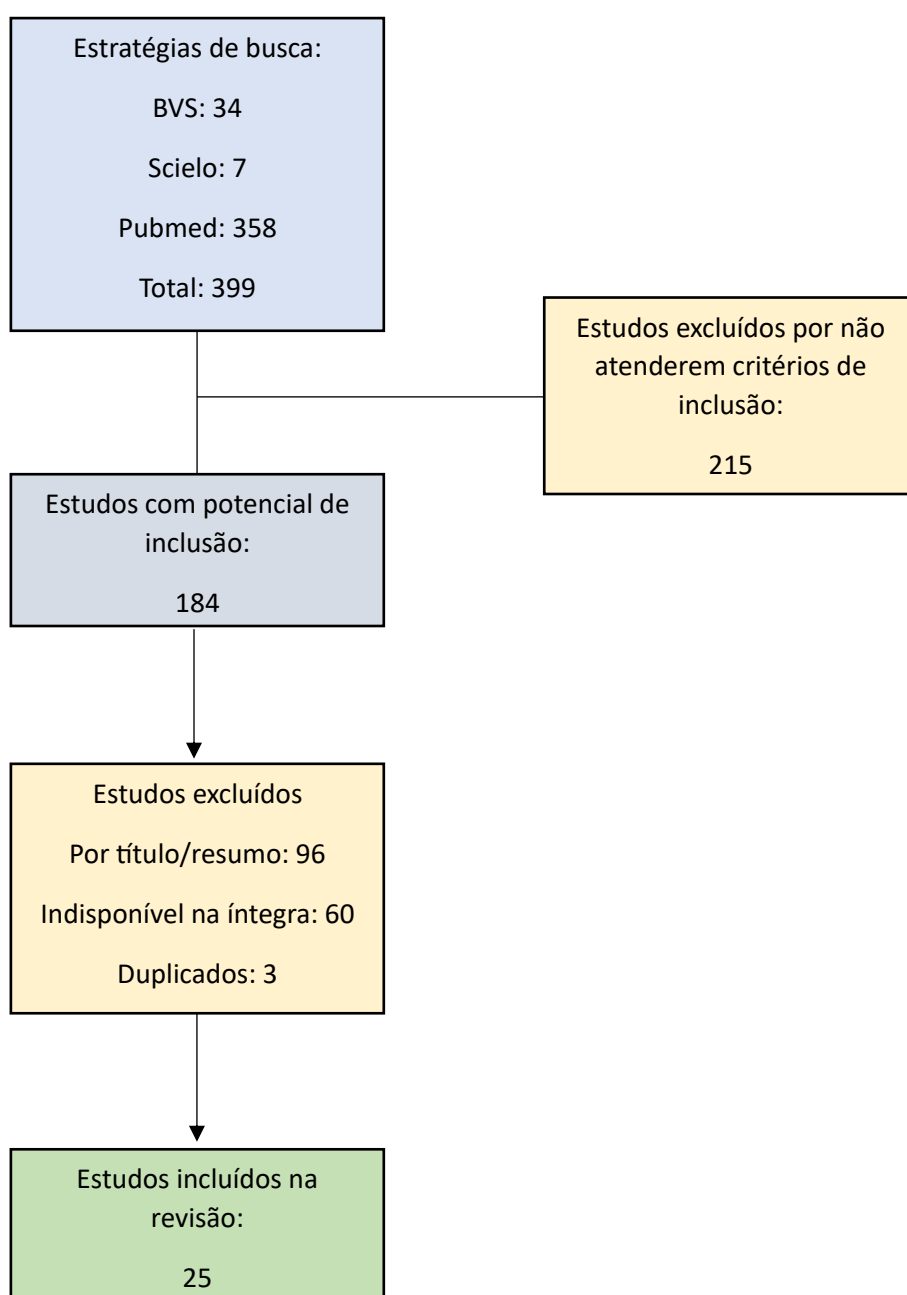 Estratégias de busca:
BVS: 34
Scielo: 7
Pubmed: 358
Total: 399
Estudos excluídos por não
atenderem critérios de
inclusão:
215
Estudos com potencial de
inclusão:
184
Estudos excluídos
Por título/resumo: 96
Indisponível na íntegra: 60
Duplicados: 3
Estudos incluídos na
revisão:
25